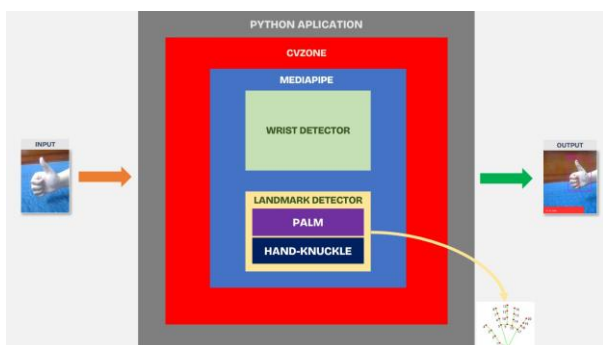 PYTHON APLICATION
CVZONE
MEDIAPIPE
WRIST DETECTOR
INPUT
OUTPUT
LANDMARK DETECTOR
PALM
HAND-KNUCKLE